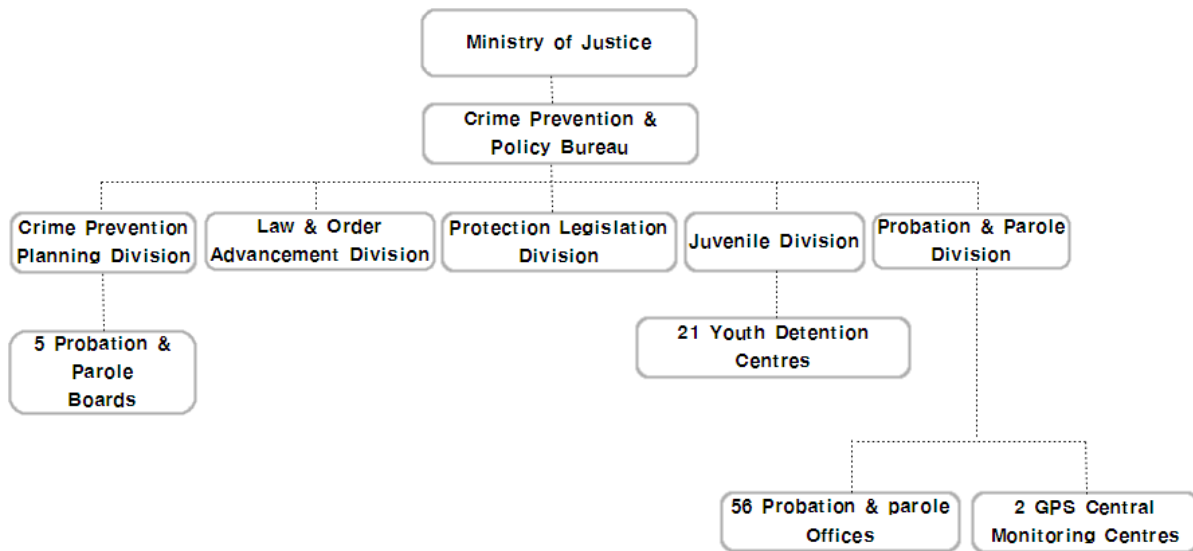 Ministry of Justice
Crime Prevention &
Policy Bureau
Crime Prevention
Planning Division
Law & Order
Advancement Division
Protection Legislation
Division
Juvenile Division
Probation & Parole
Division
5 Probation &
Parole
Boards
21 Youth Detention
Centres
56 Probation & parole
Offices
2 GPS Central
Monitoring Centres